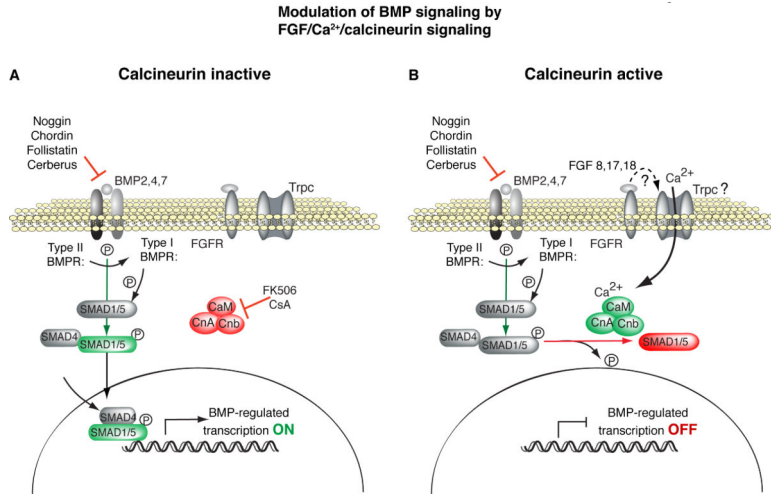 Modulation of BMP signaling by
FGF/Ca2+/calcineurin signaling
A
Calcineurin inactive
Noggin
Chordin
Follistatin
Cerberus
BMP2,4,7
Trpc
Type II
BMPR:
P
Type I
BMPR:
FGFR
P
SMAD1/5
SMAD4
SMAD1/5
P
CaM
CnA
Cnb
FK506
CsA
SMAD4
SMAD1/5
P
BMP-regulated
transcription ON
B
Calcineurin active
Noggin
Chordin
Follistatin
Cerberus
BMP2,4,7
FGF 8,17,18
?
Ca2+
Trpc ?
Type II
BMPR:
P
Type I
BMPR:
FGFR
P
SMAD1/5
SMAD4
SMAD1/5
P
Ca2+
CaM
CnA
Cnb
SMAD1/5
P
BMP-regulated
transcription OFF